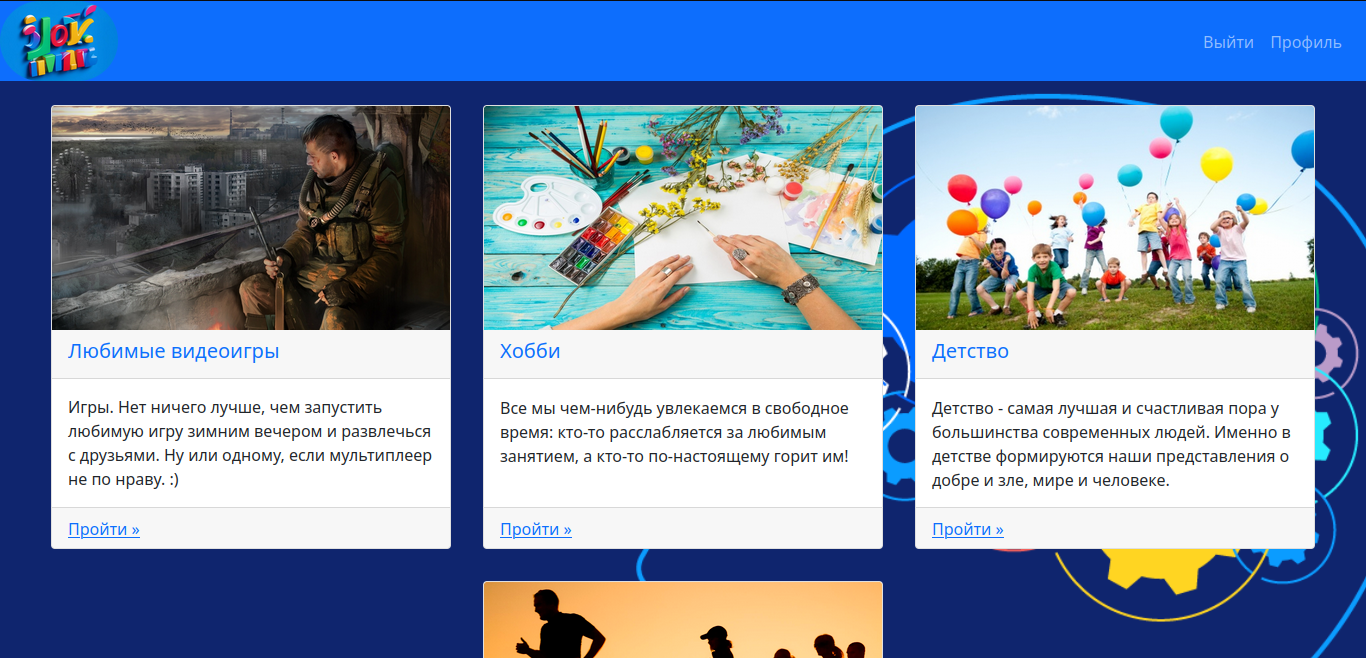 Выйти Профиль
Любимые видеоигры
Игры. Нет ничего лучше, чем запустить
любимую игру зимним вечером и развлечься
с друзьями. Ну или одному, если мультиплеер
не по нраву. :)
Пройти »
Хобби
Все мы чем-нибудь увлекаемся в свободное
время: кто-то расслабляется за любимым
занятием, а кто-то по-настоящему горит им!
Пройти »
Детство
Детство - самая лучшая и счастливая пора у
большинства современных людей. Именно в
детстве формируются наши представления о
добре и зле, мире и человеке.
Пройти »